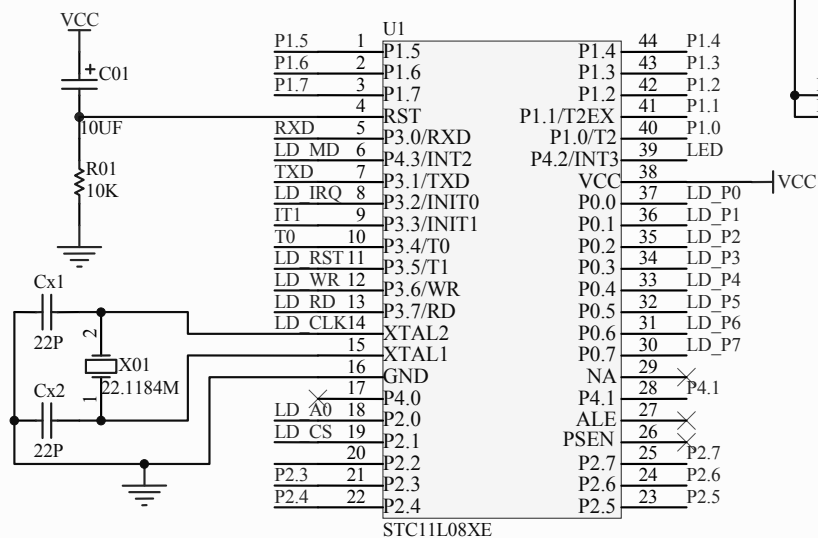 VCC
C01
+
10UF
R01
10K
Cx1
22P
2
X01
22.1184M
1
Cx2
22P
U1
P1.5 1 P1.5
P1.6 2 P1.6
P1.7 3 P1.7
4 RST
RXD 5 P3.0/RXD
LD_MD 6 P4.3/INT2
TXD 7 P3.1/TXD
LD_IRQ 8 P3.2/INIT0
IT1 9 P3.3/INIT1
T0 10 P3.4/T0
LD_RST 11 P3.5/T1
LD_WR 12 P3.6/WR
LD_RD 13 P3.7/RD
LD_CLK 14 XTAL2
15 XTAL1
16 GND
17 P4.0
LD_A0 18 P2.0
LD_CS 19 P2.1
20 P2.2
P2.3 21 P2.3
P2.4 22 P2.4
P1.4 44 P1.4
P1.3 43 P1.3
P1.2 42 P1.2
P1.1/T2EX 41 P1.1
P1.0/T2 40 P1.0
P4.2/INT3 39 LED
VCC 38 VCC
P0.0 37 LD_P0
P0.1 36 LD_P1
P0.2 35 LD_P2
P0.3 34 LD_P3
P0.4 33 LD_P4
P0.5 32 LD_P5
P0.6 31 LD_P6
P0.7 30 LD_P7
NA 29
P4.1 28 P4.1
ALE 27
PSEN 26
P2.7 25 P2.7
P2.6 24 P2.6
P2.5 23 P2.5
STC11L08XE